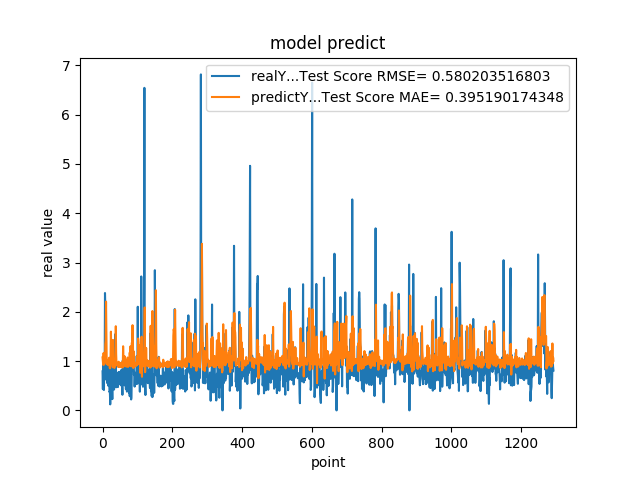 model predict
realY...Test Score RMSE= 0.580203516803
predictY...Test Score MAE= 0.395190174348
7
6
5
4
3
2
1
0
real value
0 200 400 600 800 1000 1200
point